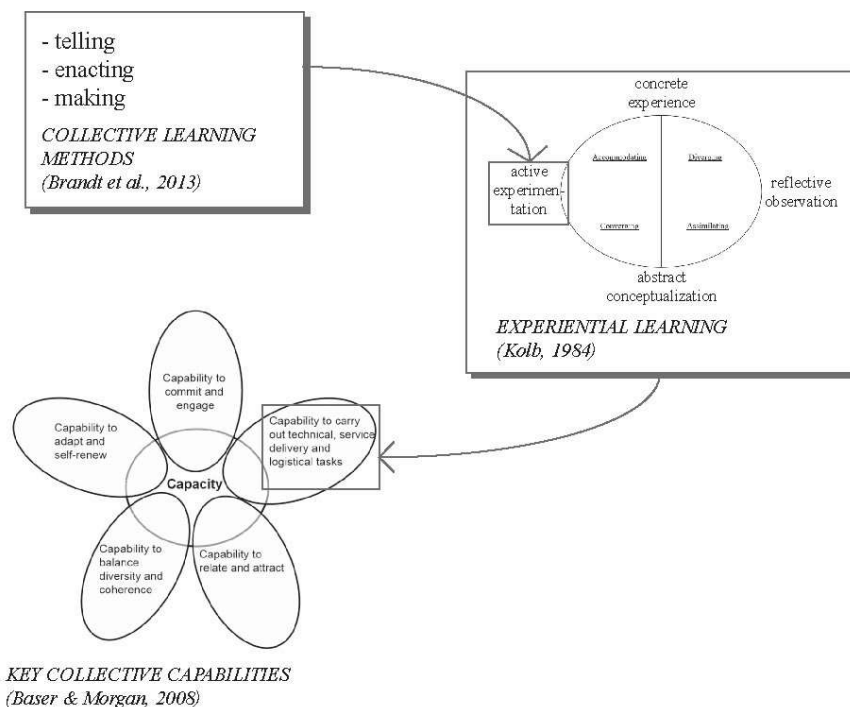 - telling
- enacting
- making
COLLECTIVE LEARNING
METHODS
(Brandt et al., 2013)
concrete
experience
Accommodating
Diverging
active
experimen-
tation
reflective
observation
Converging
Assimilating
abstract
conceptualization
EXPERIENTIAL LEARNING
(Kolb, 1984)
Capability to
commit and
engage
Capability to
adapt and
self-renew
Capability to carry
out technical, service
delivery and
logistical tasks
Capacity
Capability to
balance
diversity and
coherence
Capability to
relate and attract
KEY COLLECTIVE CAPABILITIES
(Baser & Morgan, 2008)